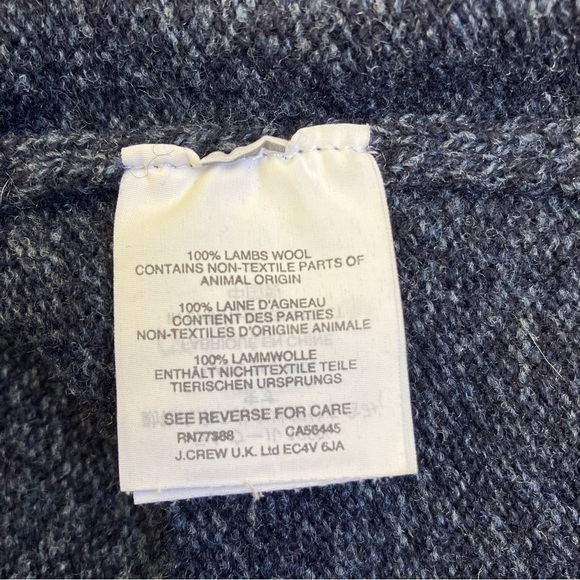 100% LAMBS WOOL
CONTAINS NON-TEXTILE PARTS OF
ANIMAL ORIGIN
100% LAINE D'AGNEAU
CONTIENT DES PARTIES
NON-TEXTILES D'ORIGINE ANIMALE
100% LAMMWOLLE
ENTHÄLT NICHTTEXTILE TEILE
TIERISCHEN URSPRUNGS
SEE REVERSE FOR CARE
RN77388 CA56445
J.CREW U.K. Ltd EC4V 6JA